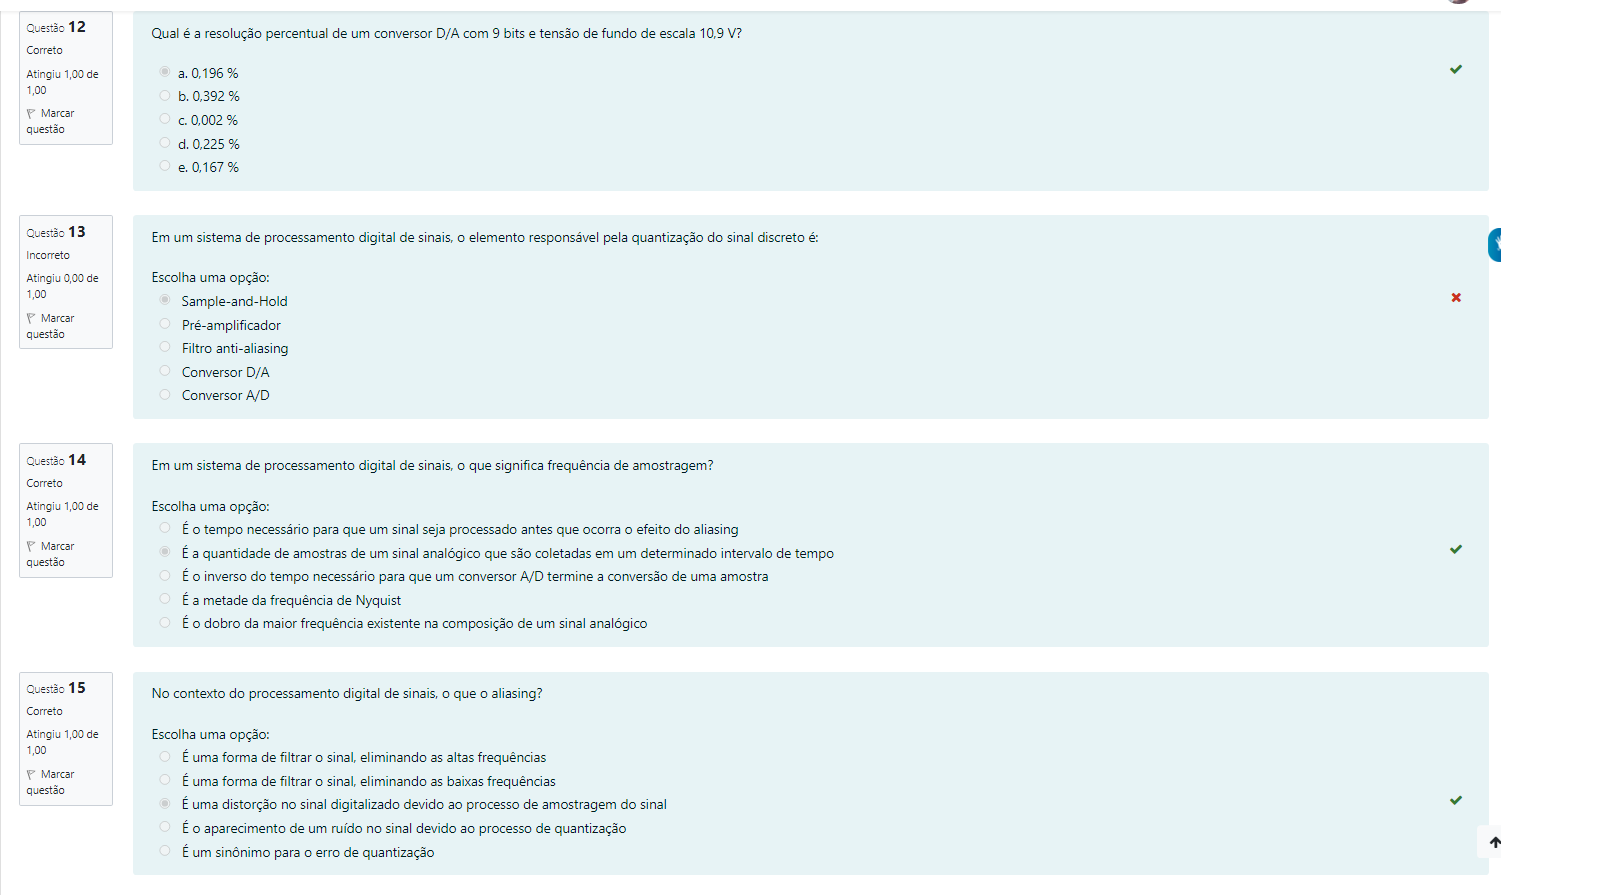 Questão 12
Correto
Atingiu 1,00 de
1,00
Marcar
questão
Qual é a resolução percentual de um conversor D/A com 9 bits e tensão de fundo de escala 10,9 V?
a. 0,196 %
b. 0,392 %
c. 0,002 %
d. 0,225 %
e. 0,167 %
Questão 13
Incorreto
Atingiu 0,00 de
1,00
Marcar
questão
Em um sistema de processamento digital de sinais, o elemento responsável pela quantização do sinal discreto é:
Escolha uma opção:
Sample-and-Hold
Pré-amplificador
Filtro anti-aliasing
Conversor D/A
Conversor A/D
Questão 14
Correto
Atingiu 1,00 de
1,00
Marcar
questão
Em um sistema de processamento digital de sinais, o que significa frequência de amostragem?
Escolha uma opção:
É o tempo necessário para que um sinal seja processado antes que ocorra o efeito do aliasing
É a quantidade de amostras de um sinal analógico que são coletadas em um determinado intervalo de tempo
É o inverso do tempo necessário para que um conversor A/D termine a conversão de uma amostra
É a metade da frequência de Nyquist
É o dobro da maior frequência existente na composição de um sinal analógico
Questão 15
Correto
Atingiu 1,00 de
1,00
Marcar
questão
No contexto do processamento digital de sinais, o que o aliasing?
Escolha uma opção:
É uma forma de filtrar o sinal, eliminando as altas frequências
É uma forma de filtrar o sinal, eliminando as baixas frequências
É uma distorção no sinal digitalizado devido ao processo de amostragem do sinal
É o aparecimento de um ruído no sinal devido ao processo de quantização
É um sinônimo para o erro de quantização